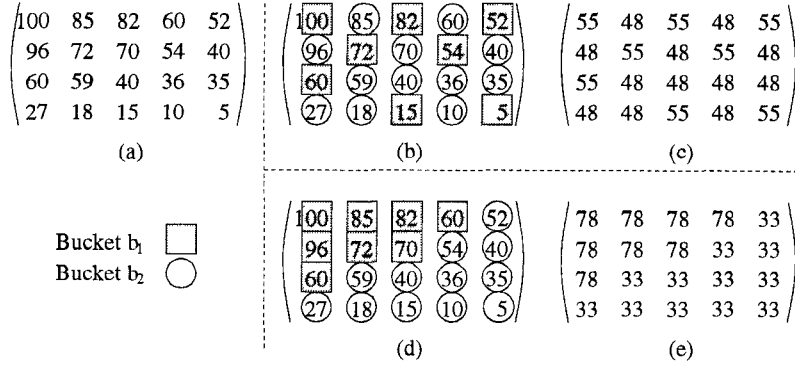 100 85 82 60 52
96 72 70 54 40
60 59 40 36 35
27 18 15 10 5
(a)
100 85 82 60 52
96 72 70 54 40
60 59 40 36 35
27 18 15 10 5
(b)
55 48 55 48 55
48 55 48 55 48
55 48 48 48 48
48 48 55 48 55
(c)
Bucket b1
Bucket b2
100 85 82 60 52
96 72 70 54 40
60 59 40 36 35
27 18 15 10 5
(d)
78 78 78 78 33
78 78 78 33 33
78 33 33 33 33
33 33 33 33 33
(e)